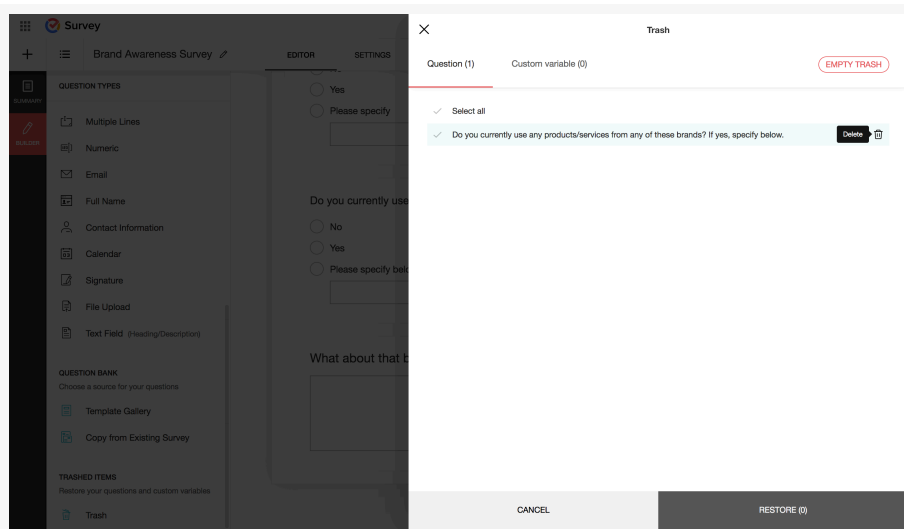 Survey
Trash
Brand Awareness Survey
EDITOR
SETTINGS
Question (1)
Custom variable (0)
EMPTY TRASH
SUMMARY
BUILDER
QUESTION TYPES
Multiple Lines
Numeric
Email
Full Name
Contact Information
Calendar
Signature
File Upload
Text Field (Heading/Description)
QUESTION BANK
Choose a source for your questions
Template Gallery
Copy from Existing Survey
TRASHED ITEMS
Restore your questions and custom variables
Trash
Yes
Please specify
Do you currently use
No
Yes
Please specify bel
What about that b
Select all
Do you currently use any products/services from any of these brands? If yes, specify below.
Delete
CANCEL
RESTORE (0)